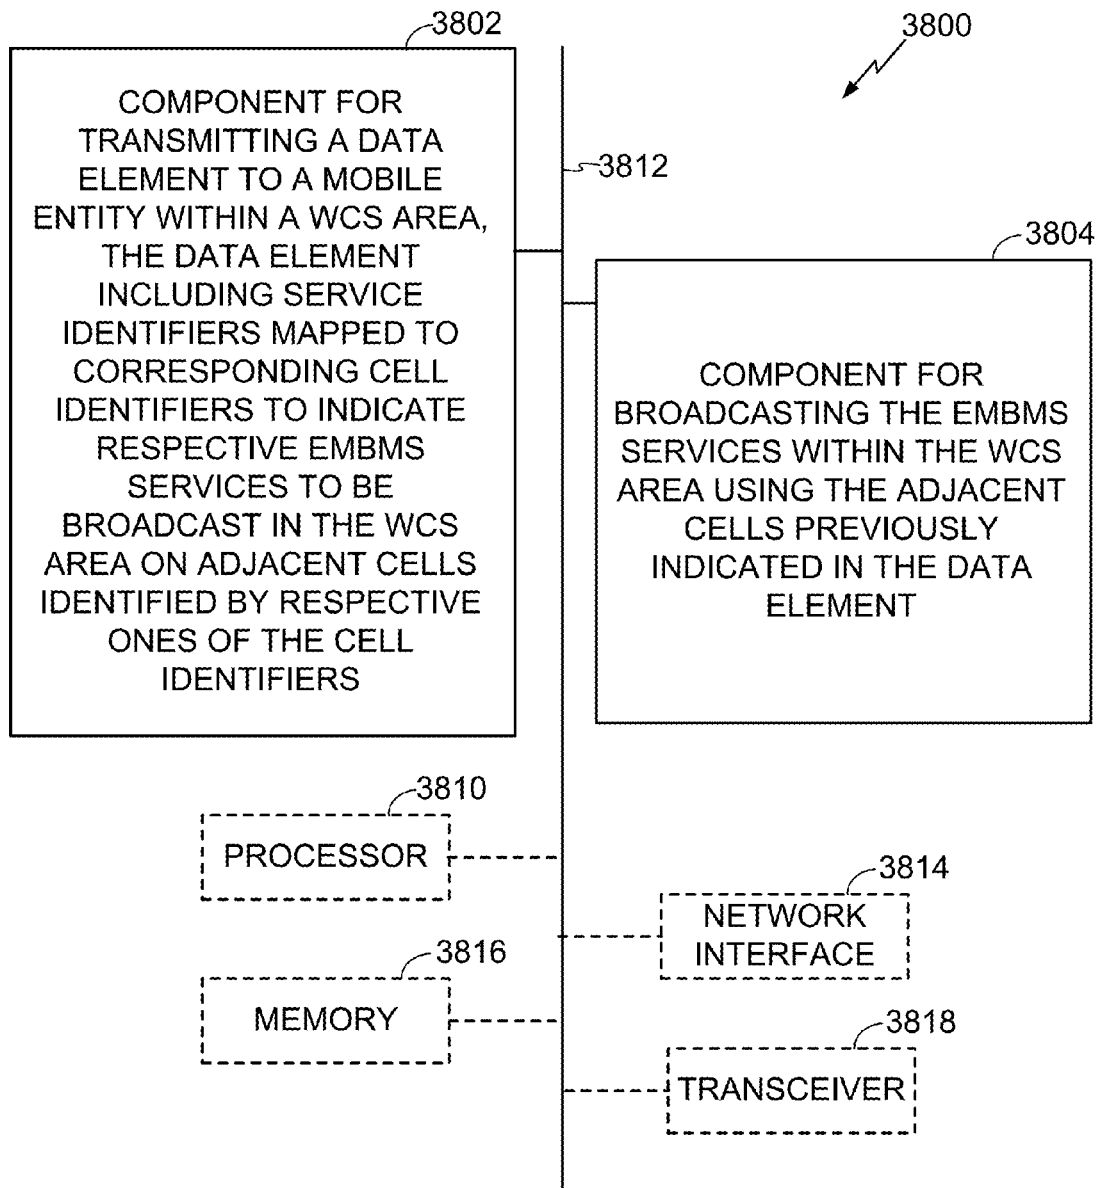 3802
3800
COMPONENT FOR
TRANSMITTING A DATA
ELEMENT TO A MOBILE
ENTITY WITHIN A WCS AREA,
THE DATA ELEMENT
INCLUDING SERVICE
IDENTIFIERS MAPPED TO
CORRESPONDING CELL
IDENTIFIERS TO INDICATE
RESPECTIVE EMBMS
SERVICES TO BE
BROADCAST IN THE WCS
AREA ON ADJACENT CELLS
IDENTIFIED BY RESPECTIVE
ONES OF THE CELL
IDENTIFIERS
3812
3804
COMPONENT FOR
BROADCASTING THE EMBMS
SERVICES WITHIN THE WCS
AREA USING THE ADJACENT
CELLS PREVIOUSLY
INDICATED IN THE DATA
ELEMENT
3810
PROCESSOR
3814
NETWORK
INTERFACE
3816
MEMORY
3818
TRANSCEIVER